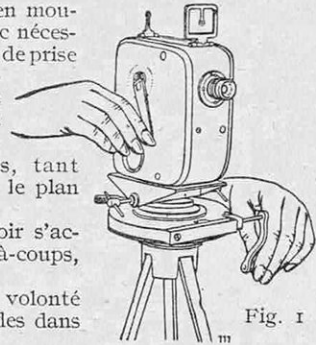 en mou-
c néces-
de prise
s, tant
le plan
oir s'ac-
à-coups,
volonté
les dans
Fig. 1